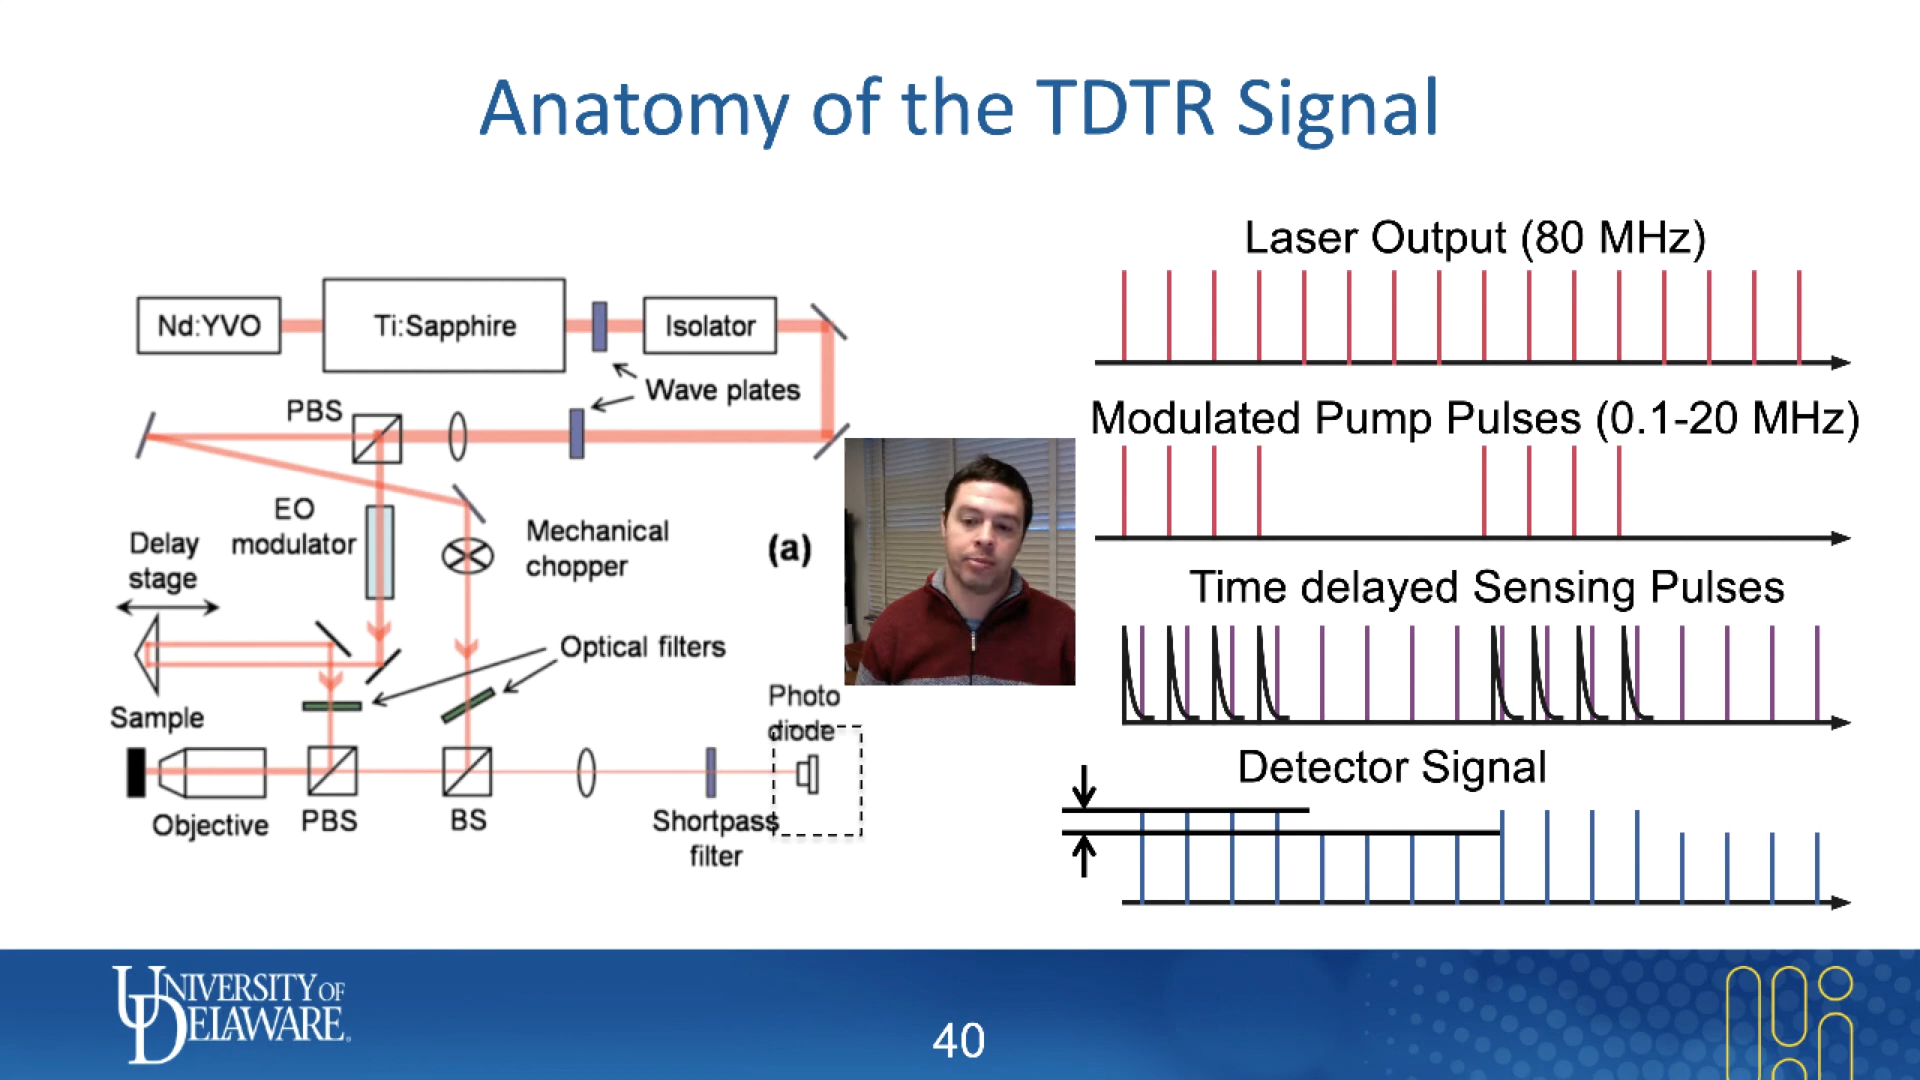 Anatomy of the TDTR Signal
Nd:YVO
Ti:Sapphire
Isolator
Wave plates
PBS
EO
modulator
Delay
stage
Mechanical
chopper
(a)
Optical filters
Sample
Photo
diode
Objective
PBS
BS
Shortpass
filter
Laser Output (80 MHz)
Modulated Pump Pulses (0.1-20 MHz)
Time delayed Sensing Pulses
Detector Signal
UNIVERSITY OF
DELAWARE.
40